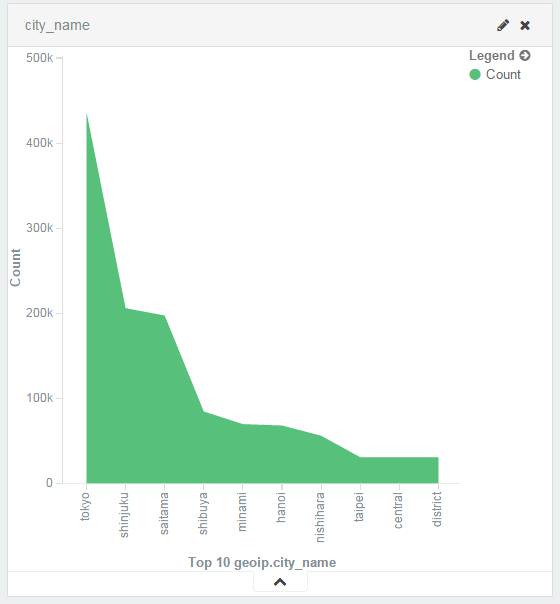 city_name
Legend
Count
500k
400k
300k
200k
100k
0
Count
tokyo
shinjuku
saitama
shibuya
minami
hanoi
nishihara
taipei
central
district
Top 10 geoip.city_name